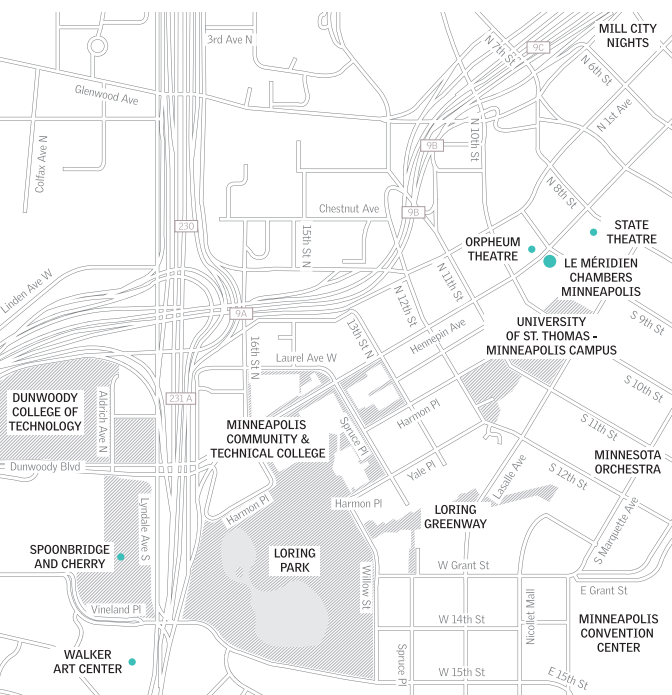 MILL CITY
NIGHTS
3rd Ave N
N 7th St
9C
N 6th St
Glenwood Ave
N 1st Ave
N 10th St
Colfax Ave N
9B
N 8th St
Chestnut Ave
9B
230
15th St N
STATE
THEATRE
ORPHEUM
THEATRE
LE MÉRIDIEN
CHAMBERS
MINNEAPOLIS
Linden Ave W
N 11th St
N 12th St
9A
13th St N
Hennepin Ave
UNIVERSITY
OF ST. THOMAS -
MINNEAPOLIS CAMPUS
S 9th St
16th St N
Laurel Ave W
S 10th St
DUNWOODY
COLLEGE OF
TECHNOLOGY
Aldrich Ave N
231 A
Harmon Pl
MINNEAPOLIS
COMMUNITY &
TECHNICAL COLLEGE
Spruce Pl
S 11th St
MINNESOTA
ORCHESTRA
Dunwoody Blvd
Yale Pl
Lasalle Ave
S 12th St
Harmon Pl
Harmon Pl
LORING
GREENWAY
Lyndale Ave S
S Marquette Ave
SPOONBRIDGE
AND CHERRY
LORING
PARK
W Grant St
Willow St
E Grant St
Vineland Pl
W 14th St
Nicollet Mall
MINNEAPOLIS
CONVENTION
CENTER
WALKER
ART CENTER
Spruce Pl
W 15th St
E 15th St